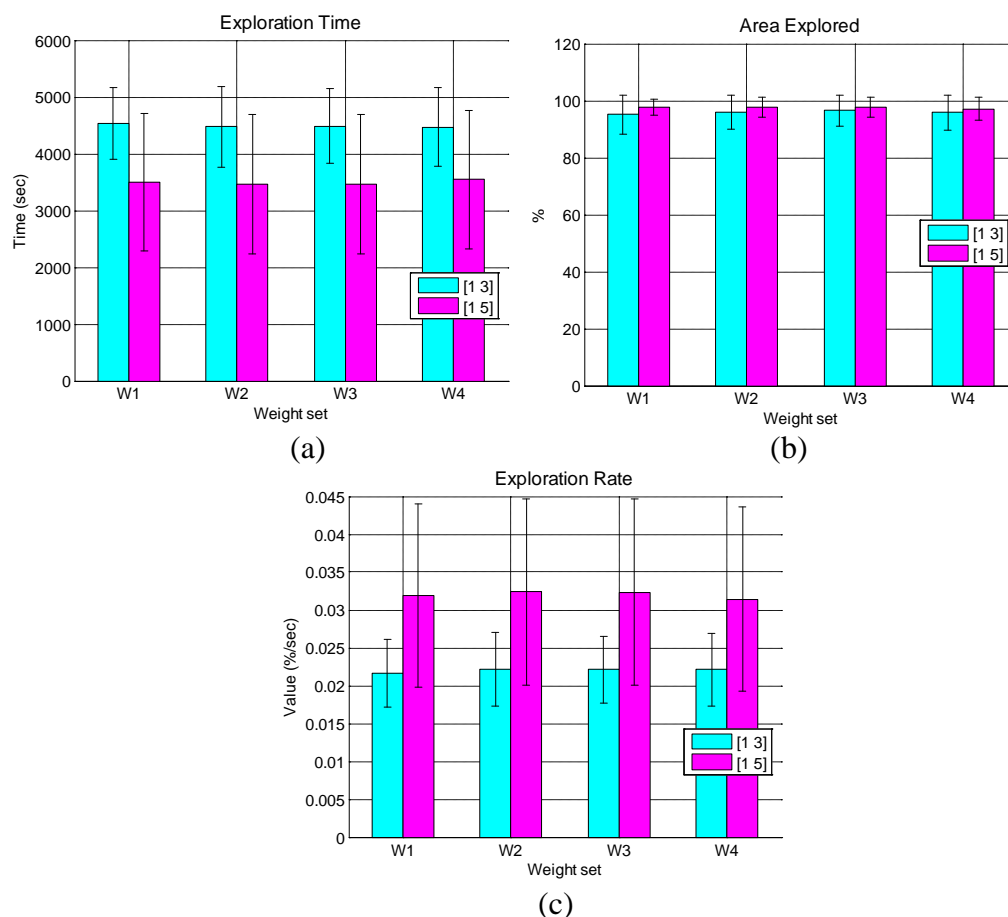 Exploration Time
6000
5000
4000
3000
2000
1000
0
Time (sec)
[1 3]
[1 5]
W1 W2 W3 W4
Weight set
(a)
Area Explored
120
100
80
60
40
20
0
%
[1 3]
[1 5]
W1 W2 W3 W4
Weight set
(b)
Exploration Rate
0.045
0.04
0.035
0.03
0.025
0.02
0.015
0.01
0.005
0
Value (%/sec)
[1 3]
[1 5]
W1 W2 W3 W4
Weight set
(c)